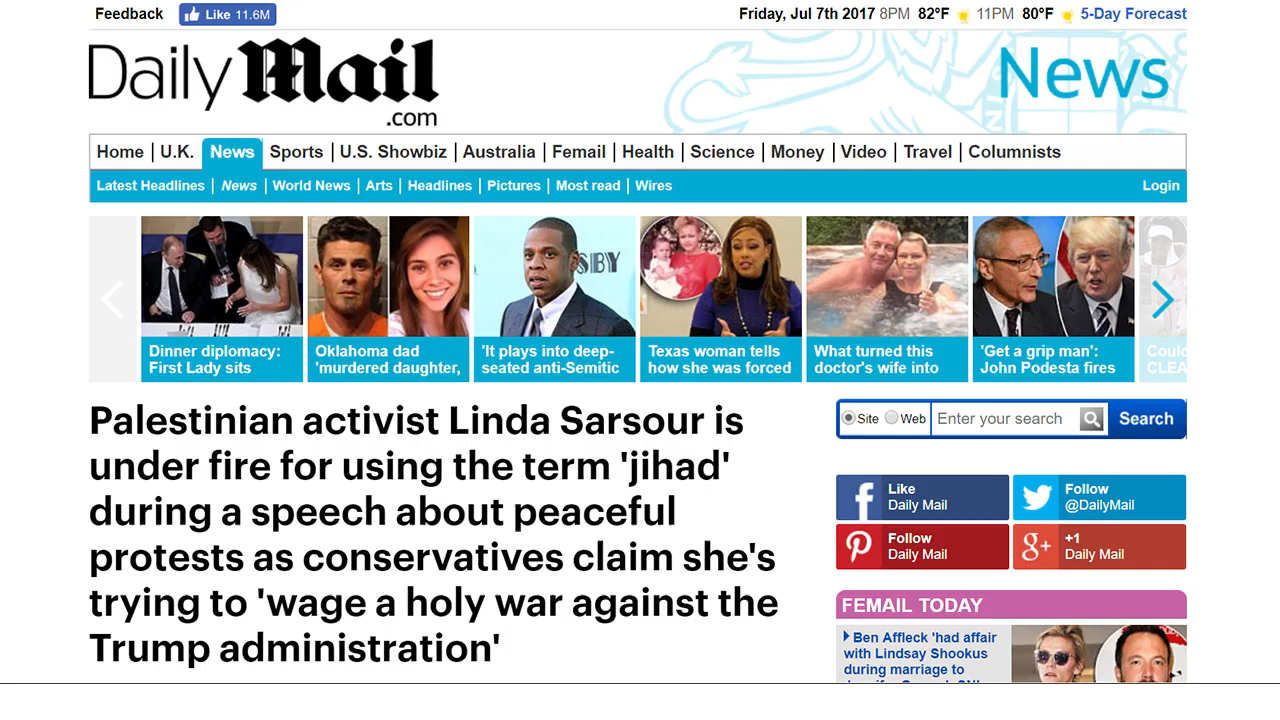 Feedback Like 11.6M Friday, Jul 7th 2017 8PM 82°F 11PM 80°F 5-Day Forecast
Daily Mail
.com
News
Home U.K. News Sports U.S. Showbiz Australia Femail Health Science Money Video Travel Columnists
Latest Headlines News World News Arts Headlines Pictures Most read Wires Login
SBY
Dinner diplomacy:
First Lady sits
Oklahoma dad
'murdered daughter,
'It plays into deep-
seated anti-Semitic
Texas woman tells
how she was forced
What turned this
doctor's wife into
'Get a grip man':
John Podesta fires
Could
CLEA
Palestinian activist Linda Sarsour is
under fire for using the term 'jihad'
during a speech about peaceful
protests as conservatives claim she's
trying to 'wage a holy war against the
Trump administration'
Site Web Enter your search Search
Like
Daily Mail
Follow
@DailyMail
Follow
Daily Mail
+1
Daily Mail
FEMAIL TODAY
Ben Affleck 'had affair
with Lindsay Shookus
during marriage to